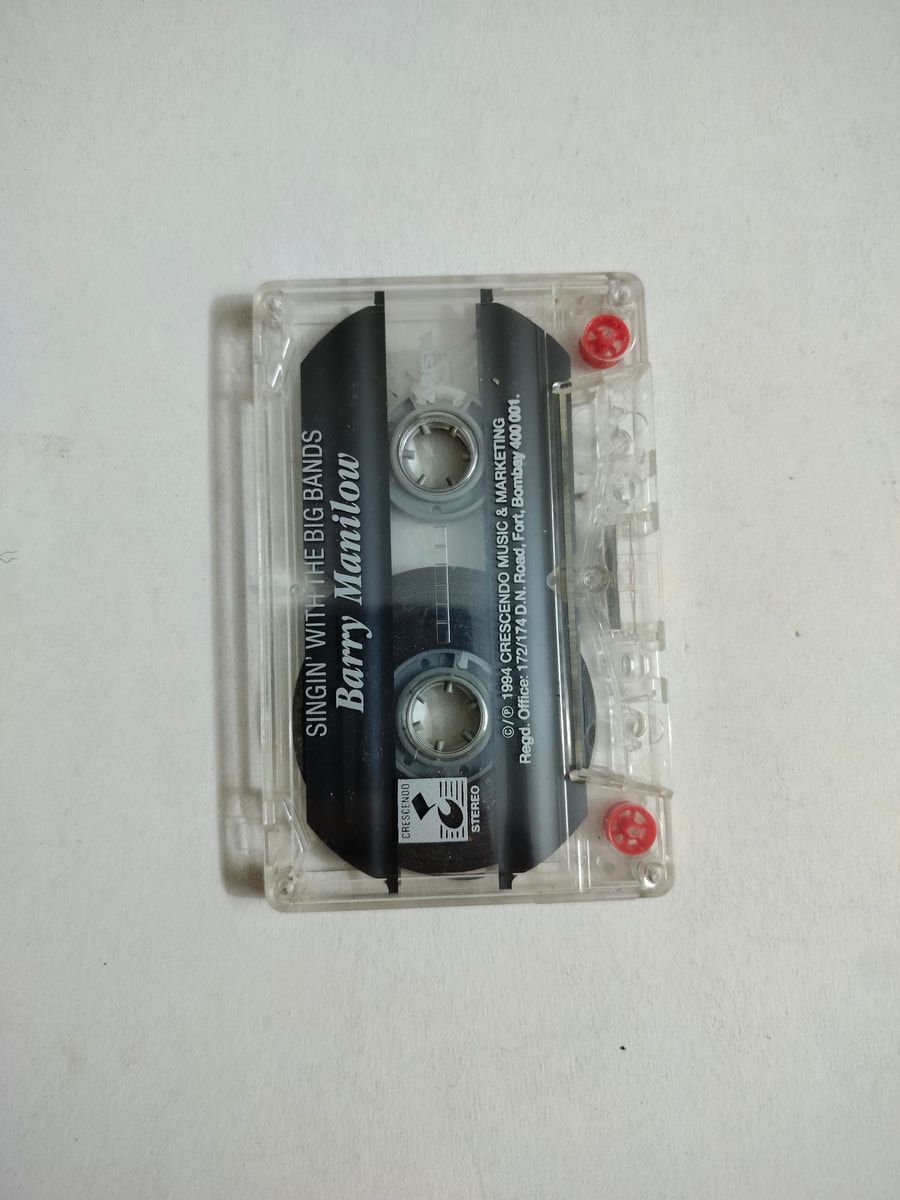 SINGIN' WITH THE BIG BANDS
Barry Manilow
CRESCENDO
STEREO
©/℗ 1994 CRESCENDO MUSIC & MARKETING
Regd. Office: 172/174 D.N. Road, Fort, Bombay 400 001.